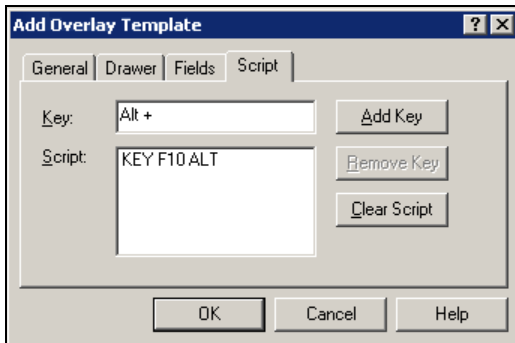 Add Overlay Template
General Drawer Fields Script
Key: Alt + Add Key
Script: KEY F10 ALT Remove Key
Clear Script
OK Cancel Help